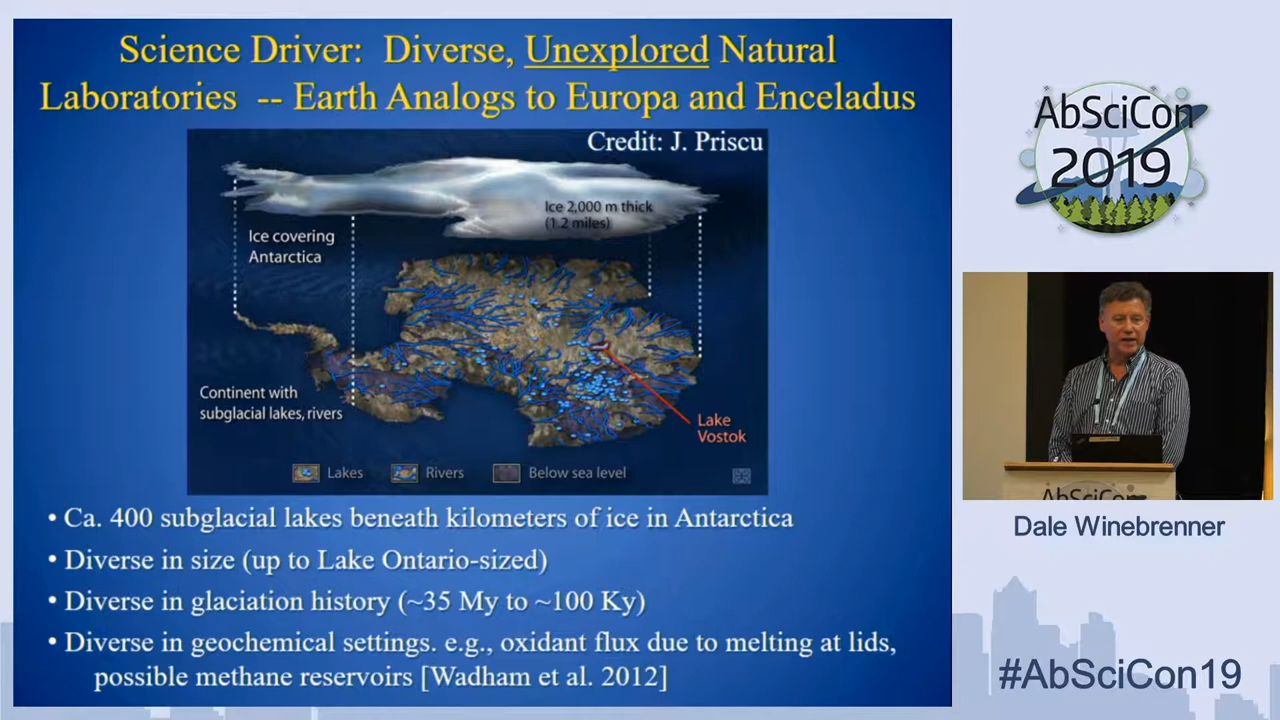 Science Driver: Diverse, Unexplored Natural
Laboratories -- Earth Analogs to Europa and Enceladus
Credit: J. Priscu
Ice 2,000 m thick
(1.2 miles)
Ice covering
Antarctica
Continent with
subglacial lakes, rivers
Lake
Vostok
Lakes
Rivers
Below sea level
• Ca. 400 subglacial lakes beneath kilometers of ice in Antarctica
• Diverse in size (up to Lake Ontario-sized)
• Diverse in glaciation history (~35 My to ~100 Ky)
• Diverse in geochemical settings. e.g., oxidant flux due to melting at lids,
possible methane reservoirs [Wadham et al. 2012]
AbSciCon
2019
AbSciCon
Dale Winebrenner
#AbSciCon19